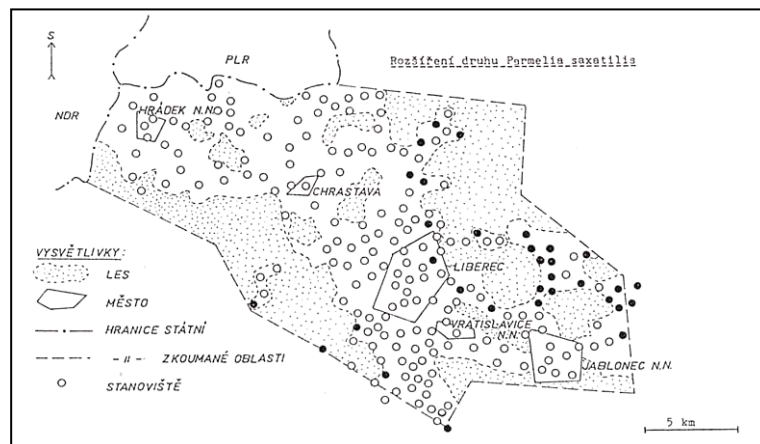 S
PLR
Rozšíření druhu Parmelia saxatilis
NDR
HRÁDEK N.N.
CHRASTAVA
LIBEREC
VRATISLAVICE
N.N.
JABLONEC N.N.
VYSVĚTLIVKY:
LES
MĚSTO
HRANICE STÁTNÍ
-"- ZKOUMANÉ OBLASTI
STANOVIŠTĚ
5 km